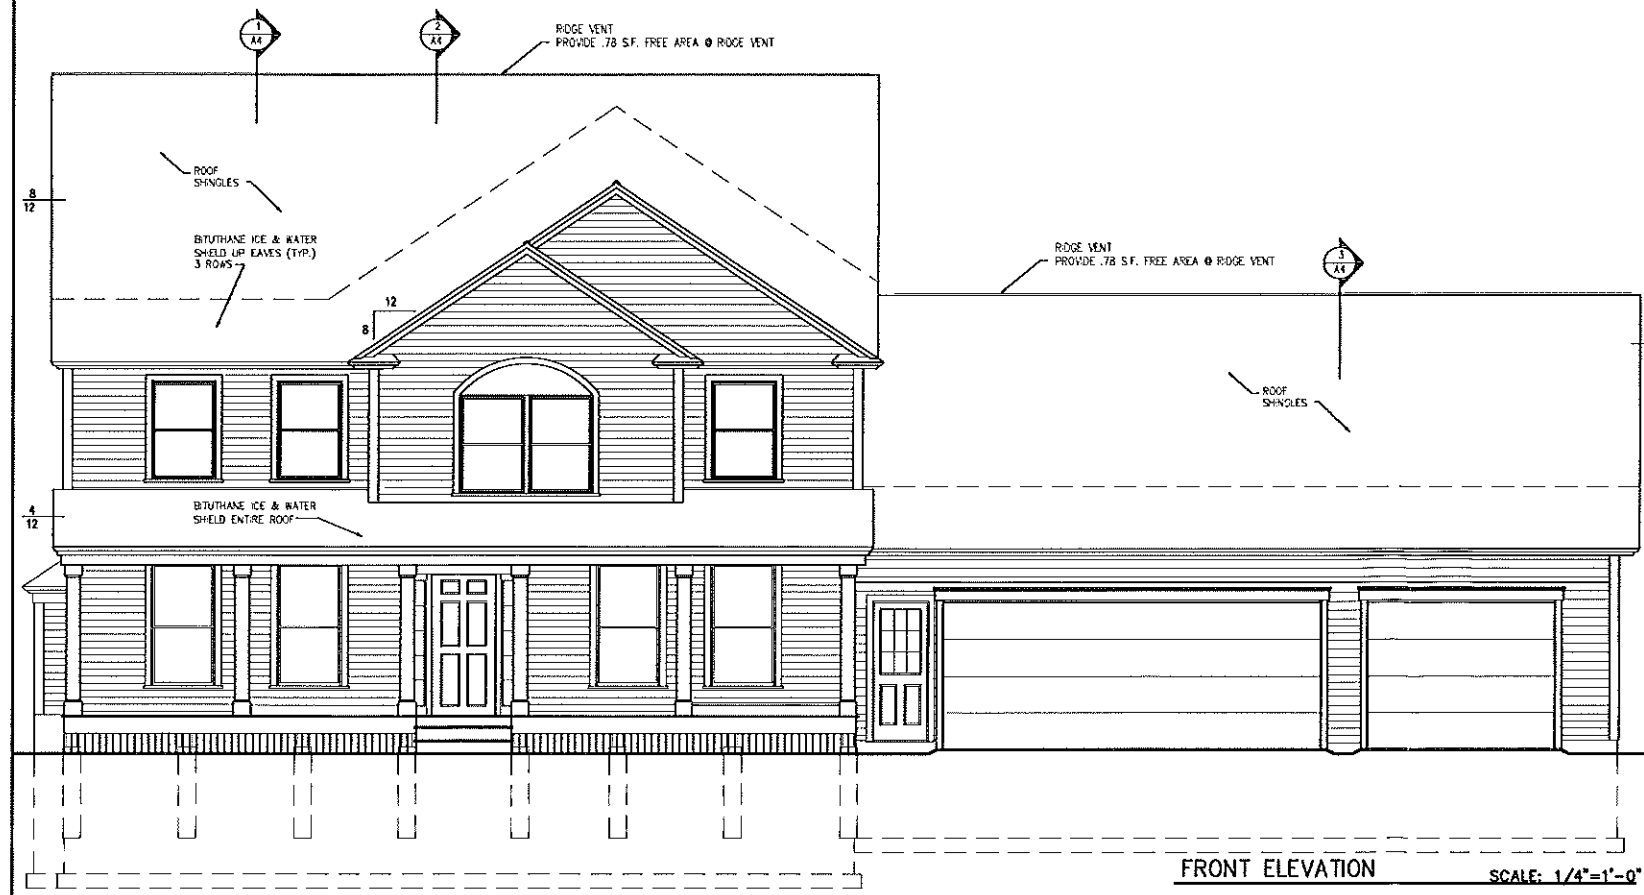 1
A4
2
A4
RIDGE VENT
PROVIDE .78 S.F. FREE AREA @ RIDGE VENT
ROOF
SHINGLES
8
12
BITUTHANE ICE & WATER
SHIELD UP EAVES (TYP.)
3 ROWS
12
8
RIDGE VENT
PROVIDE .78 S.F. FREE AREA @ RIDGE VENT
3
A4
ROOF
SHINGLES
4
12
BITUTHANE ICE & WATER
SHIELD ENTIRE ROOF
FRONT ELEVATION
SCALE: 1/4"=1'-0"